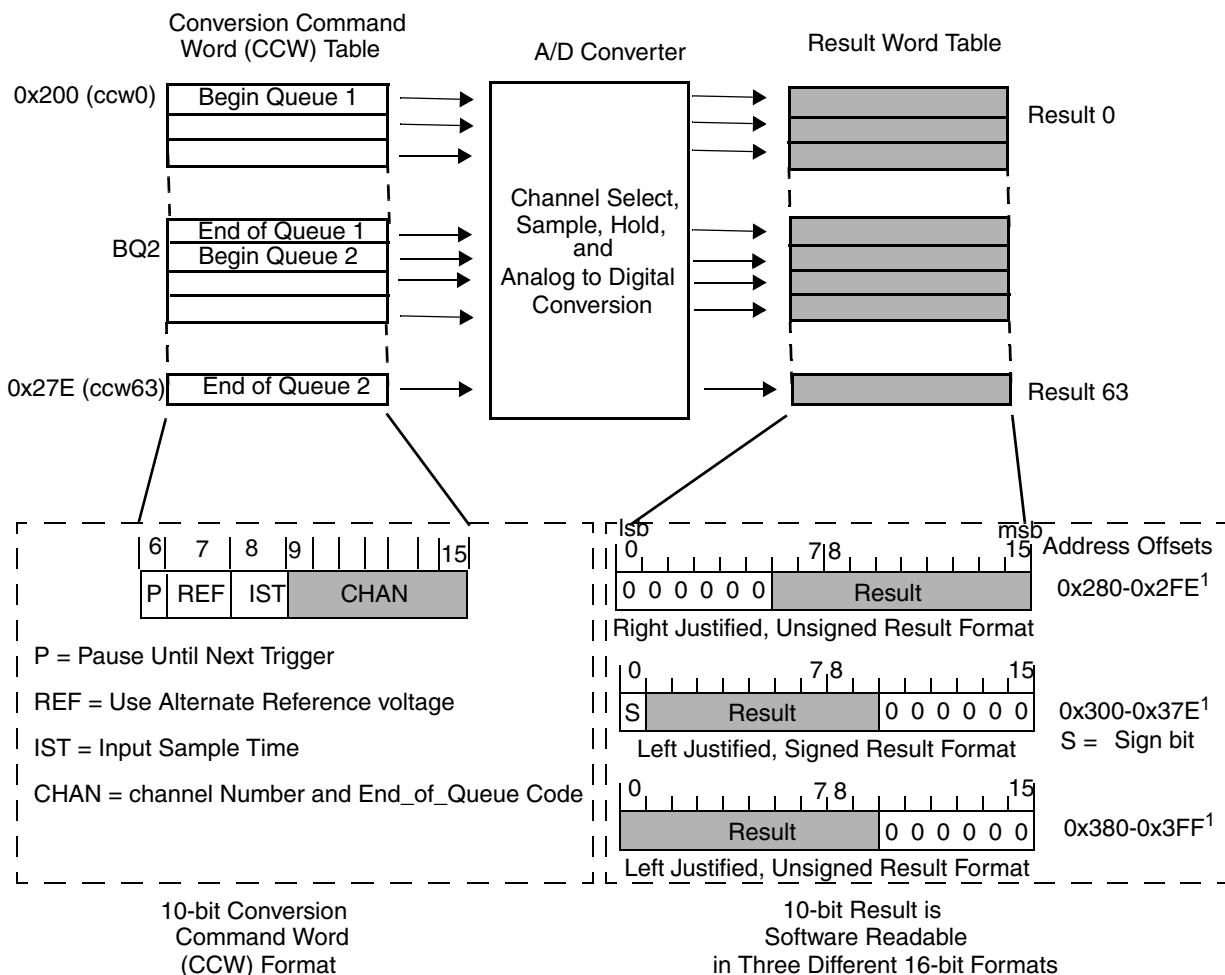 Conversion Command
Word (CCW) Table
A/D Converter
Result Word Table
0x200 (ccw0)
Begin Queue 1
Result 0
Channel Select,
Sample, Hold,
and
Analog to Digital
Conversion
End of Queue 1
BQ2
Begin Queue 2
0x27E (ccw63)
End of Queue 2
Result 63
6 7 8 9 15
P REF IST CHAN
P = Pause Until Next Trigger
REF = Use Alternate Reference voltage
IST = Input Sample Time
CHAN = channel Number and End_of_Queue Code
10-bit Conversion
Command Word
(CCW) Format
lsb msb
0 7 8 15 Address Offsets
0 0 0 0 0 0 Result 0x280-0x2FE1
Right Justified, Unsigned Result Format
0 7 8 15
S Result 0 0 0 0 0 0 0x300-0x37E1
S = Sign bit
Left Justified, Signed Result Format
0 7 8 15
Result 0 0 0 0 0 0 0x380-0x3FF1
Left Justified, Unsigned Result Format
10-bit Result is
Software Readable
in Three Different 16-bit Formats